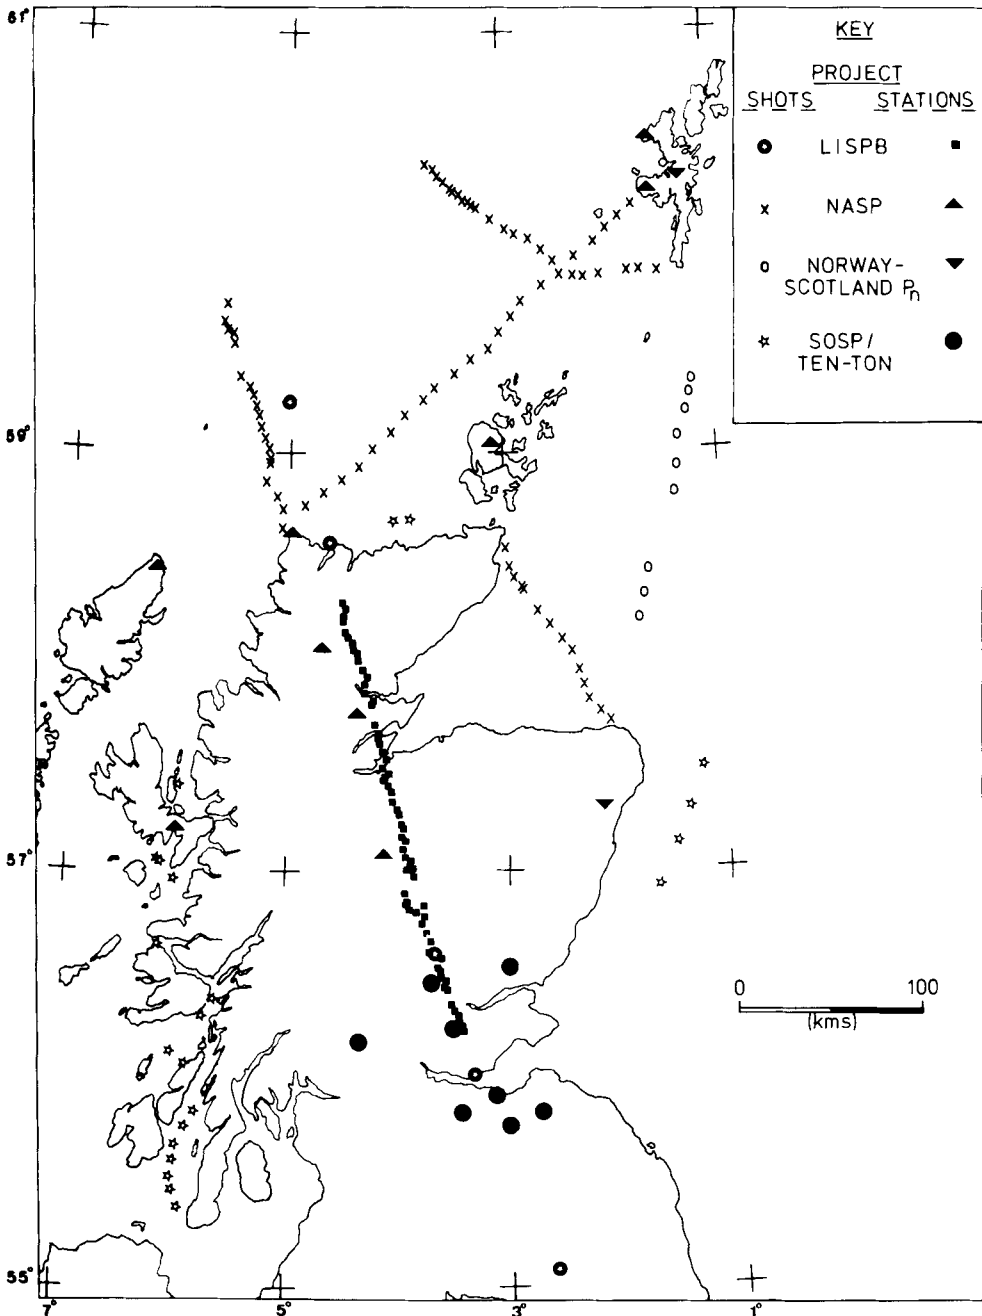 61°
KEY
PROJECT
SHOTS STATIONS
LISPB
NASP
NORWAY-
SCOTLAND Pn
SOSP/
TEN-TON
59°
57°
0 100
(kms)
55°
7° 5° 3° 1°